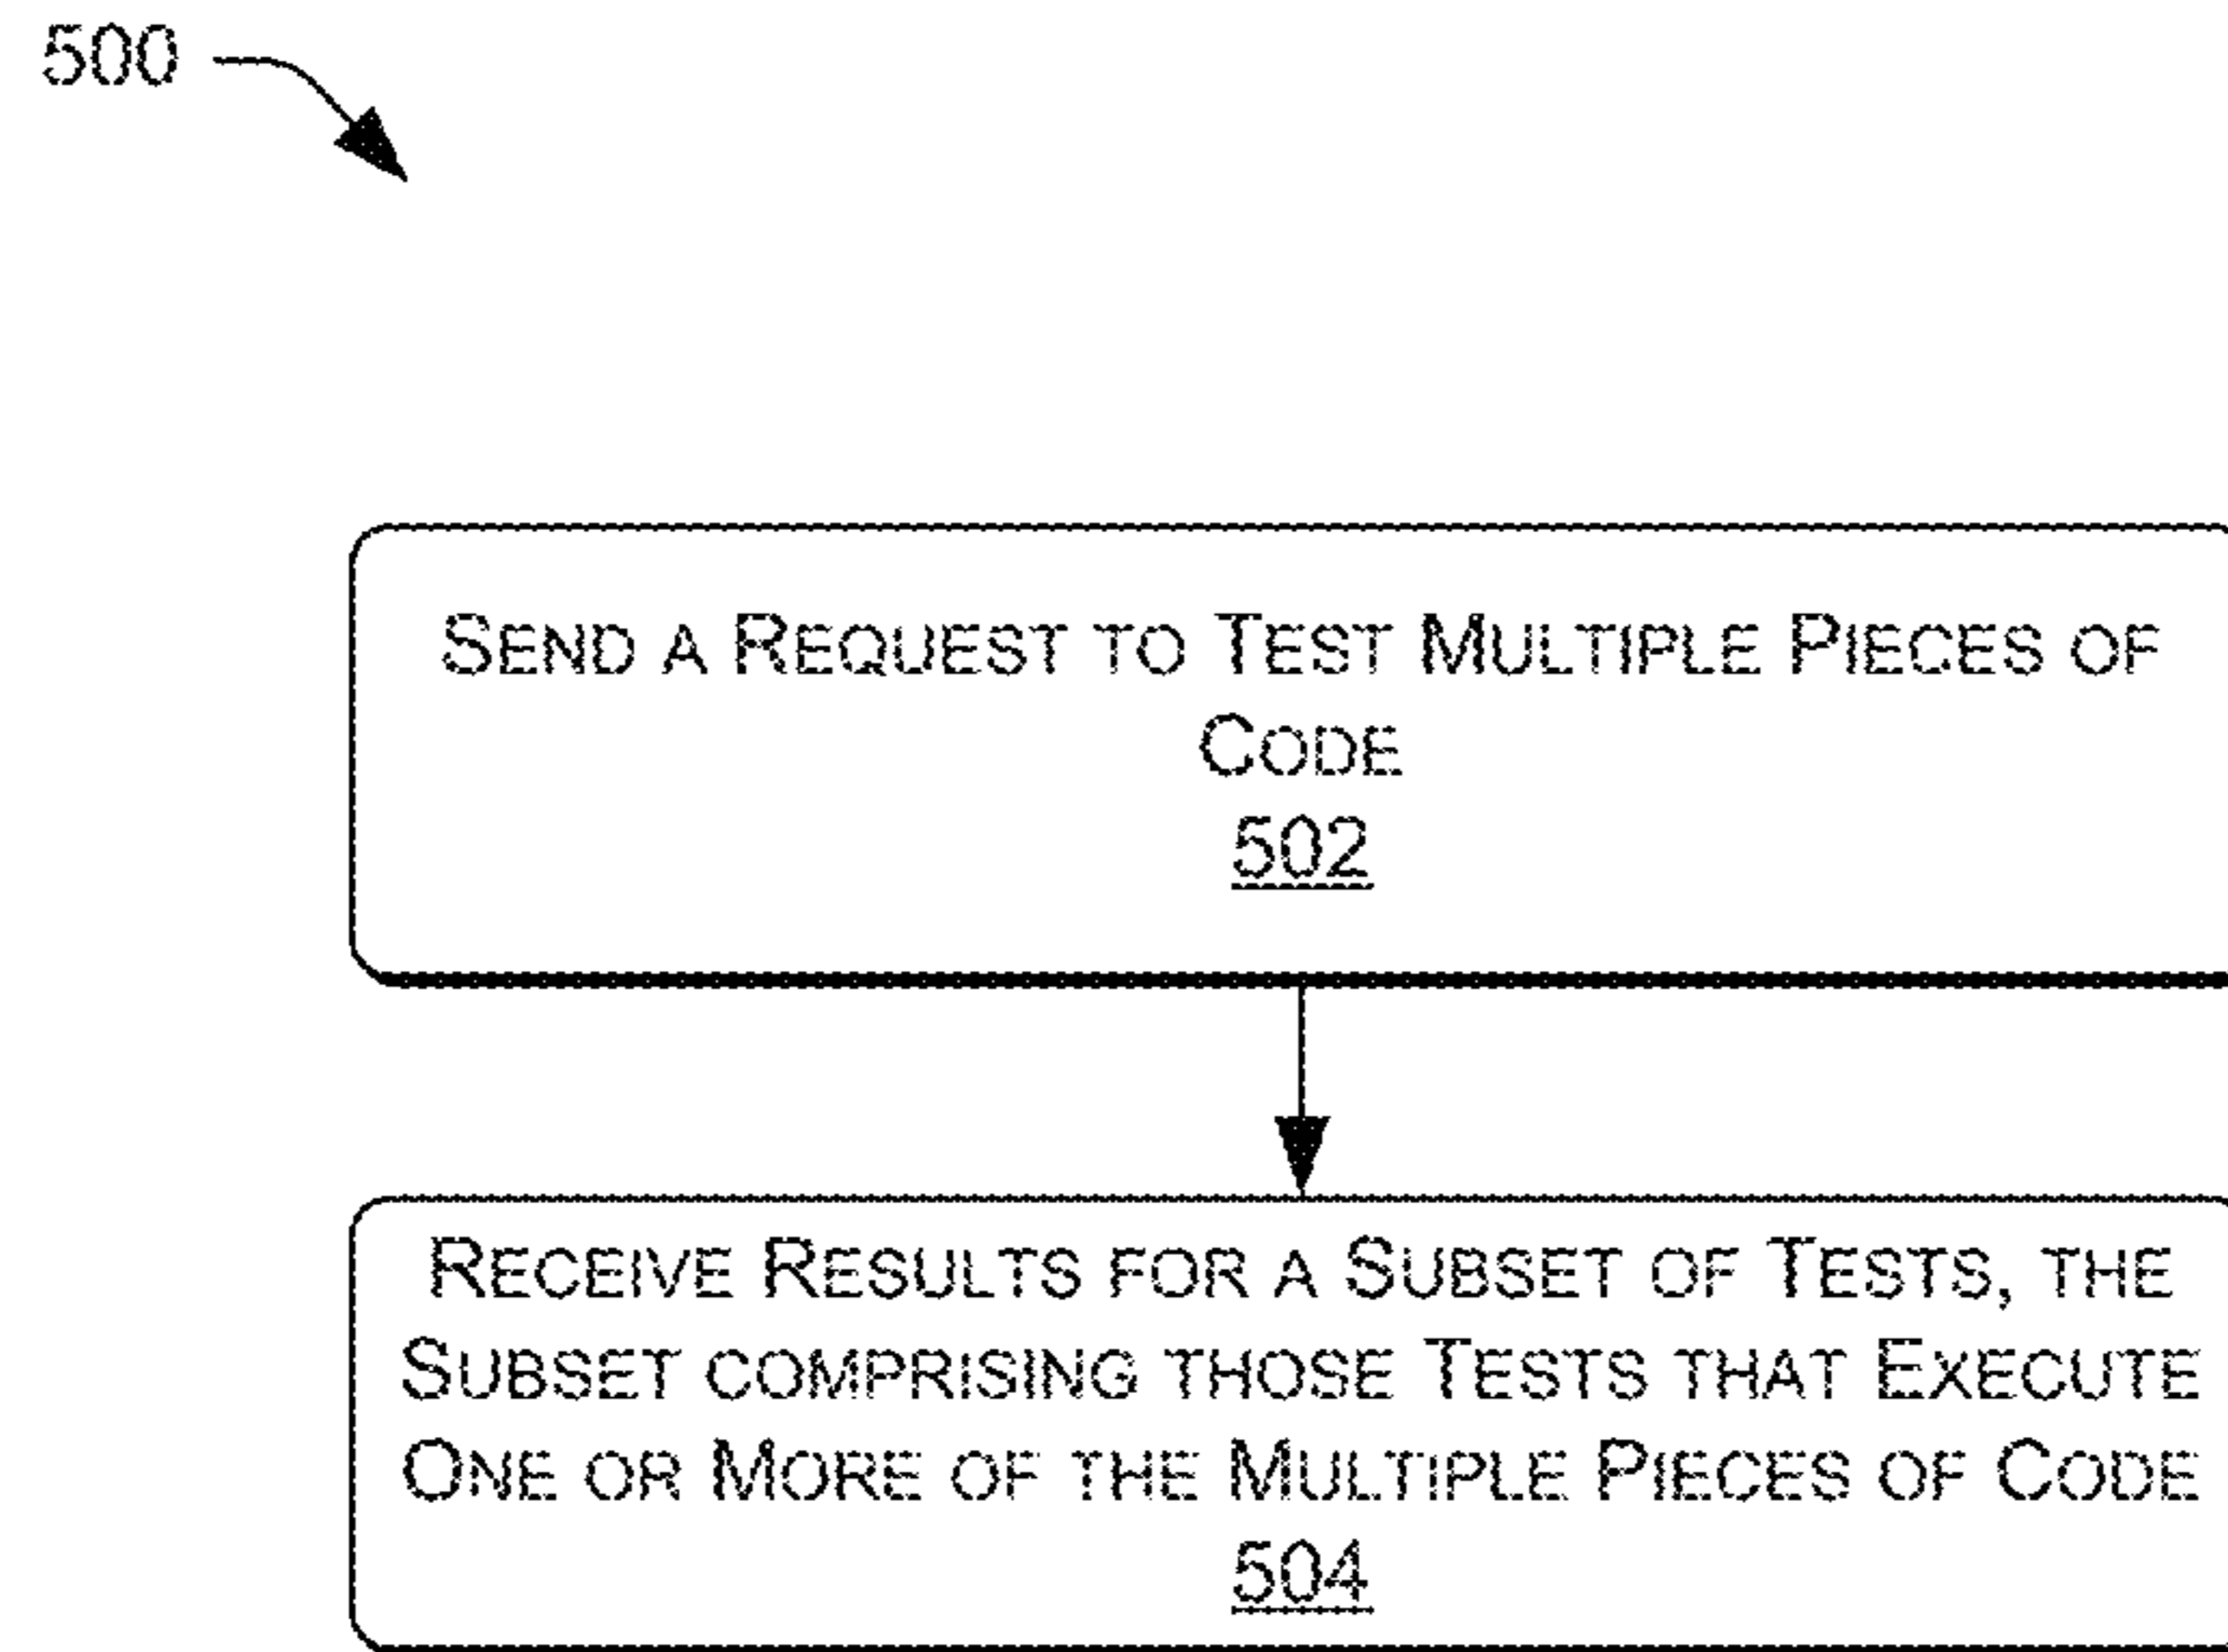 500
SEND A REQUEST TO TEST MULTIPLE PIECES OF
CODE
502
RECEIVE RESULTS FOR A SUBSET OF TESTS, THE
SUBSET COMPRISING THOSE TESTS THAT EXECUTE
ONE OR MORE OF THE MULTIPLE PIECES OF CODE
504